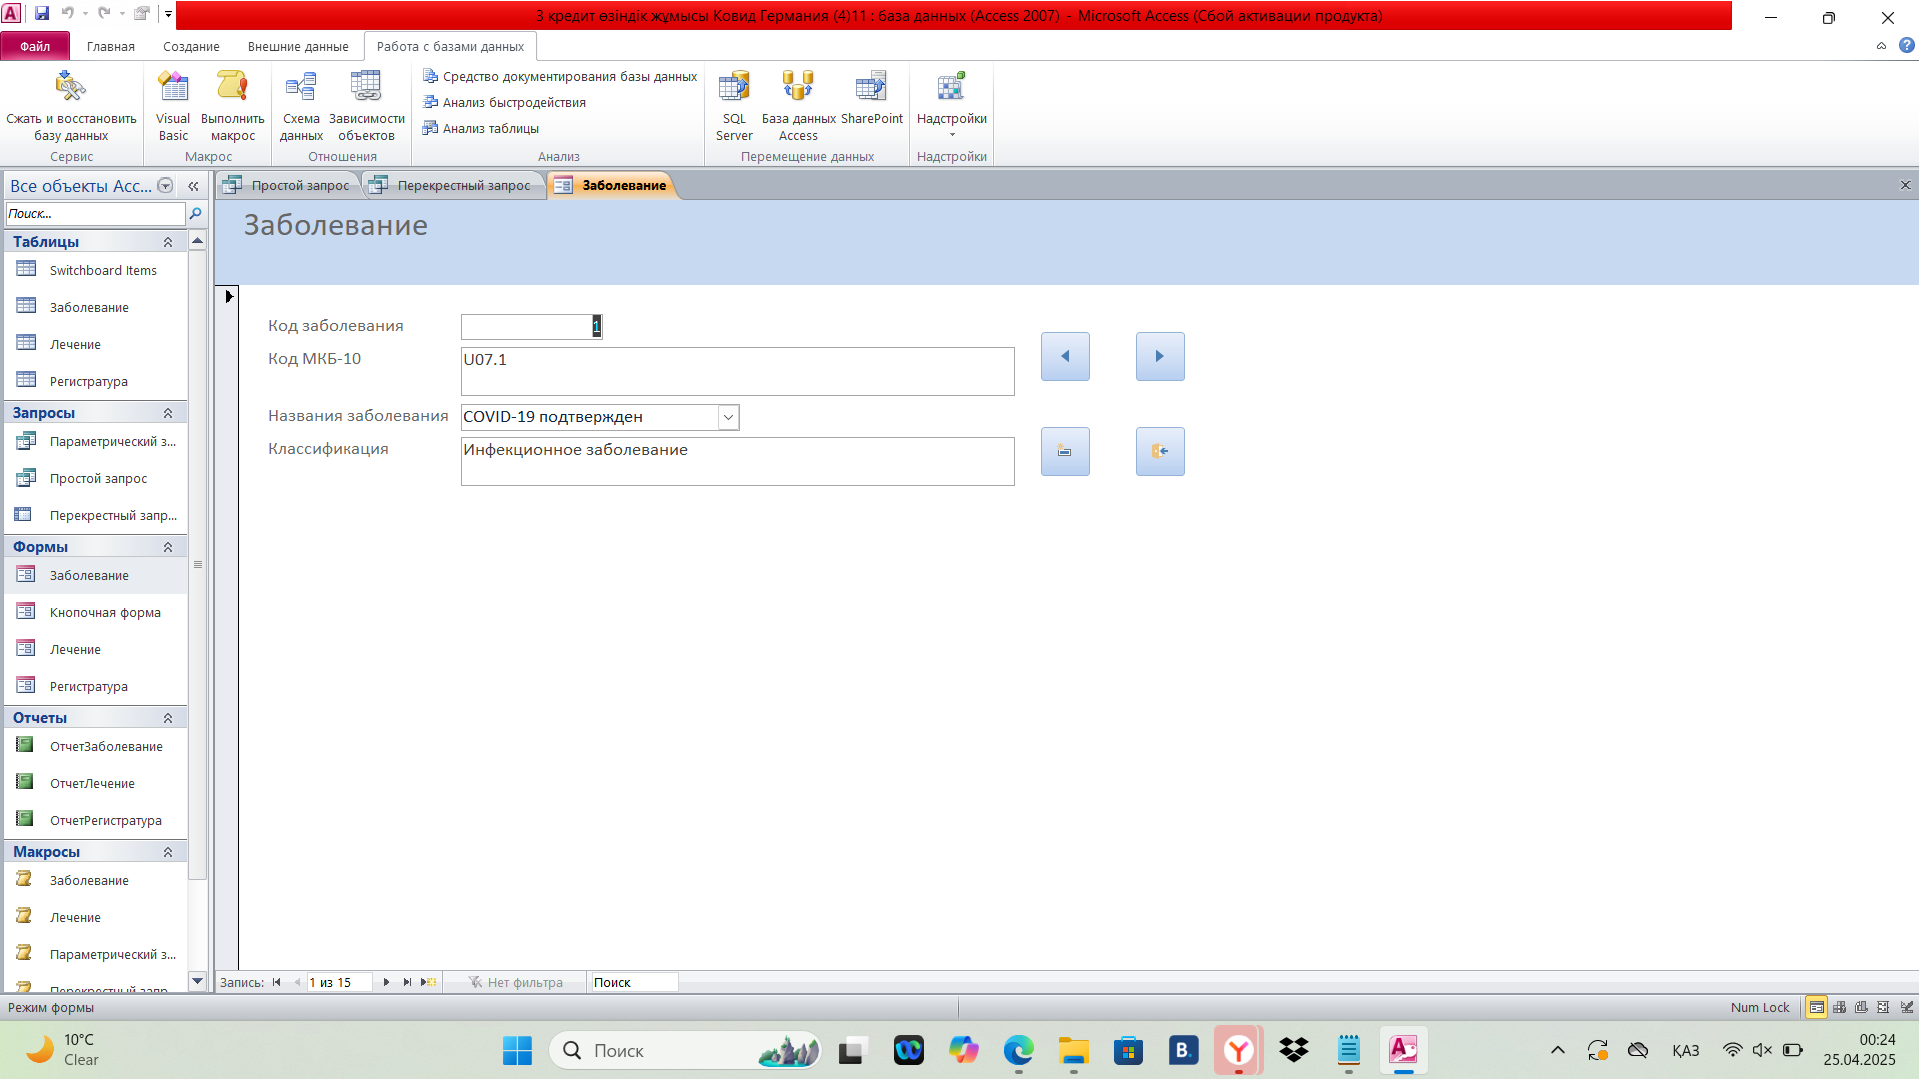 3 кредит өзіндік жұмысы Ковид Германия (4)11 : база данных (Access 2007) - Microsoft Access (Сбой активации продукта)
Файл
Главная
Создание
Внешние данные
Работа с базами данных
Сжать и восстановить базу данных
Сервис
Visual Basic
Выполнить макрос
Макрос
Схема данных
Зависимости объектов
Отношения
Средство документирования базы данных
Анализ быстродействия
Анализ таблицы
Анализ
SQL Server
База данных Access
SharePoint
Перемещение данных
Надстройки
Надстройки
Все объекты Acc...
Поиск...
Таблицы
Switchboard Items
Заболевание
Лечение
Регистратура
Запросы
Параметрический з...
Простой запрос
Перекрестный запр...
Формы
Заболевание
Кнопочная форма
Лечение
Регистратура
Отчеты
ОтчетЗаболевание
ОтчетЛечение
ОтчетРегистратура
Макросы
Заболевание
Лечение
Параметрический з...
Перекрестный запр...
Простой запрос
Перекрестный запрос
Заболевание
Заболевание
Код заболевания
1
Код МКБ-10
U07.1
Названия заболевания
COVID-19 подтвержден
Классификация
Инфекционное заболевание
Запись:
1 из 15
Нет фильтра
Поиск
Режим формы
Num Lock
10°C
Clear
Поиск
ҚАЗ
00:24
25.04.2025